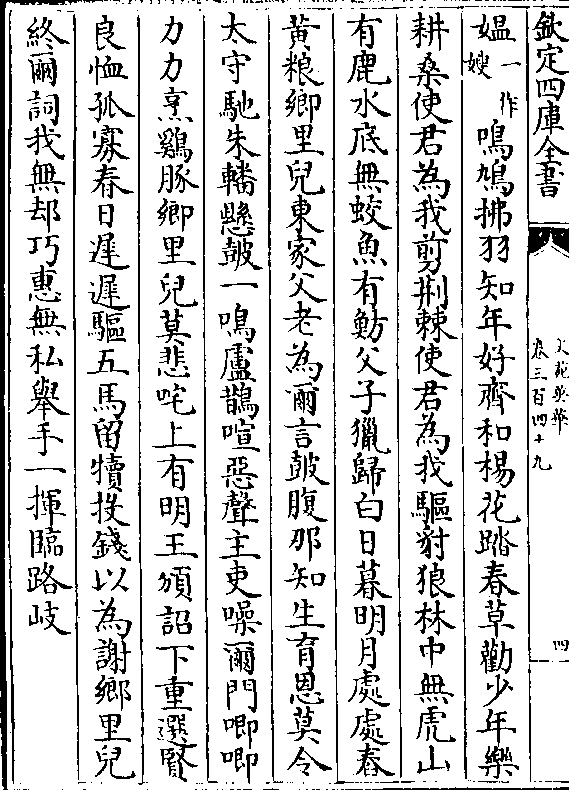 欽定四庫全書
文苑英華
卷三百四十九
四
媪一作嫂鳴鳩拂羽知年好齊和楊花踏春草勸少年樂
耕桑使君為我剪荆棘使君為我驅豺狼林中無虎山
有鹿水底無蛟魚有魴父子獵歸白日暮明月處處舂
黄粮鄉里兒東家父老為爾言鼓腹那知生育恩莫令
太守馳朱轓懸鼓一鳴盧鵲喧惡聲主吏噪爾門唧唧
力力烹鷄豚鄉里兒莫悲咤上有明王頒詔下重選賢
良恤孤寡春日遲遲驅五馬留犢投錢以為謝鄉里兒
終爾詞我無却巧惠無私舉手一揮臨路岐